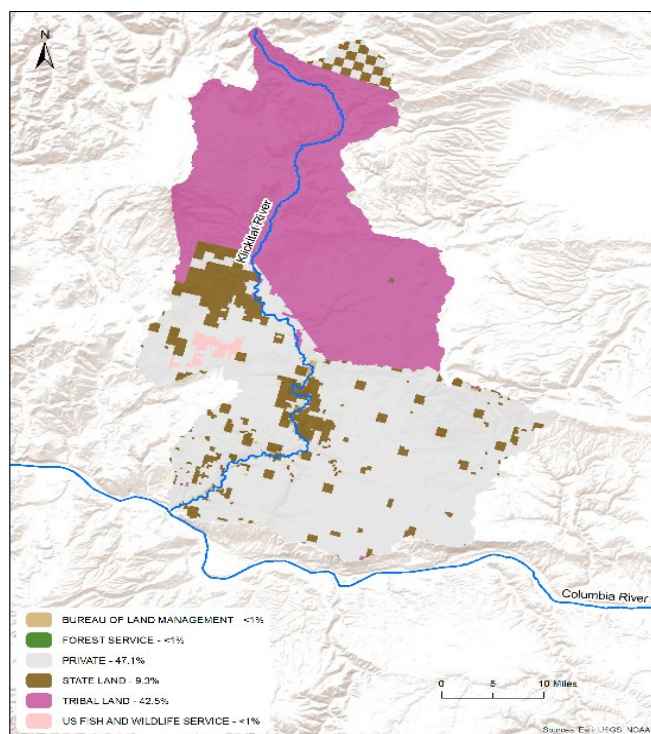 N
Klickitat River
Columbia River
BUREAU OF LAND MANAGEMENT - <1%
FOREST SERVICE - <1%
PRIVATE - 47.1%
STATE LAND - 9.3%
TRIBAL LAND - 42.5%
US FISH AND WILDLIFE SERVICE - <1%
0 5 10 Miles
Sources: Esri, USGS, NOAA